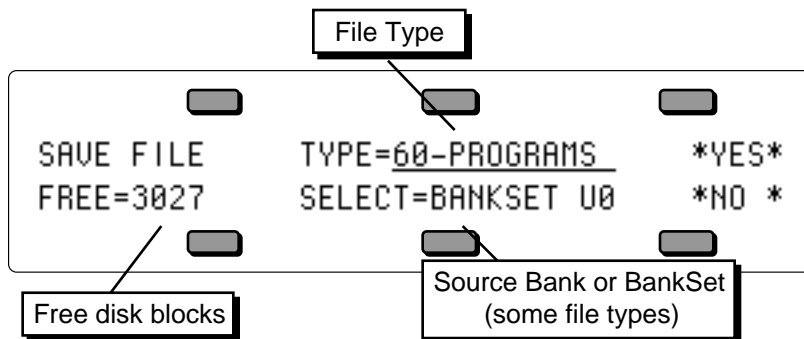 File Type
SAVE FILE TYPE=60-PROGRAMS *YES*
FREE=3027 SELECT=BANKSET U0 *NO *
Source Bank or BankSet
(some file types)
Free disk blocks